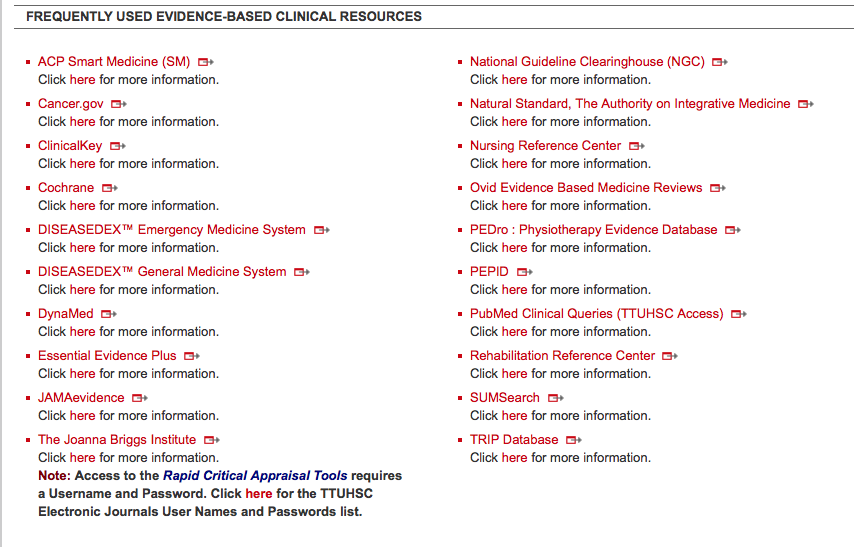 FREQUENTLY USED EVIDENCE-BASED CLINICAL RESOURCES
ACP Smart Medicine (SM)
Click here for more information.
Cancer.gov
Click here for more information.
ClinicalKey
Click here for more information.
Cochrane
Click here for more information.
DISEASEDEX™ Emergency Medicine System
Click here for more information.
DISEASEDEX™ General Medicine System
Click here for more information.
DynaMed
Click here for more information.
Essential Evidence Plus
Click here for more information.
JAMAevidence
Click here for more information.
The Joanna Briggs Institute
Click here for more information.
Note: Access to the Rapid Critical Appraisal Tools requires
a Username and Password. Click here for the TTUHSC
Electronic Journals User Names and Passwords list.
National Guideline Clearinghouse (NGC)
Click here for more information.
Natural Standard, The Authority on Integrative Medicine
Click here for more information.
Nursing Reference Center
Click here for more information.
Ovid Evidence Based Medicine Reviews
Click here for more information.
PEDro : Physiotherapy Evidence Database
Click here for more information.
PEPID
Click here for more information.
PubMed Clinical Queries (TTUHSC Access)
Click here for more information.
Rehabilitation Reference Center
Click here for more information.
SUMSearch
Click here for more information.
TRIP Database
Click here for more information.